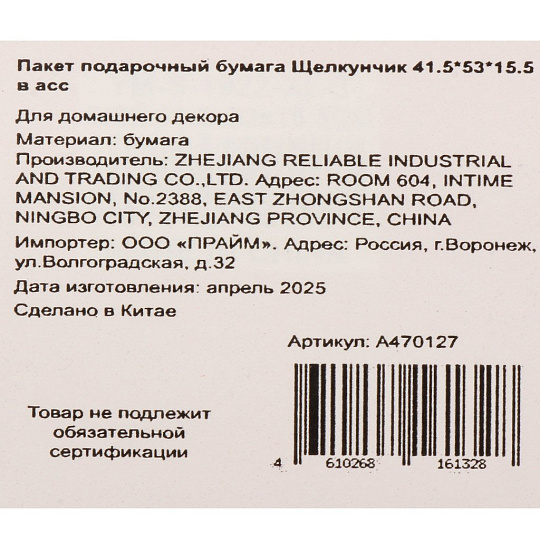 Пакет подарочный бумага Щелкунчик 41.5*53*15.5
в асс
Для домашнего декора
Материал: бумага
Производитель: ZHEJIANG RELIABLE INDUSTRIAL
AND TRADING CO.,LTD. Адрес: ROOM 604, INTIME
MANSION, No.2388, EAST ZHONGSHAN ROAD,
NINGBO CITY, ZHEJIANG PROVINCE, CHINA
Импортер: ООО «ПРАЙМ». Адрес: Россия, г.Воронеж,
ул.Волгоградская, д.32
Дата изготовления: апрель 2025
Сделано в Китае
Артикул: А470127
Товар не подлежит
обязательной
сертификации
4 610268 161328